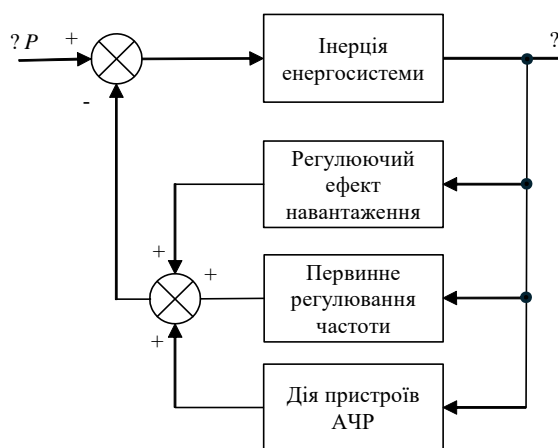 ? P
+
-
Інерція
енергосистеми
?
Регулюючий
ефект
навантаження
+
+
Первинне
регулювання
частоти
+
Дія пристроїв
АЧР